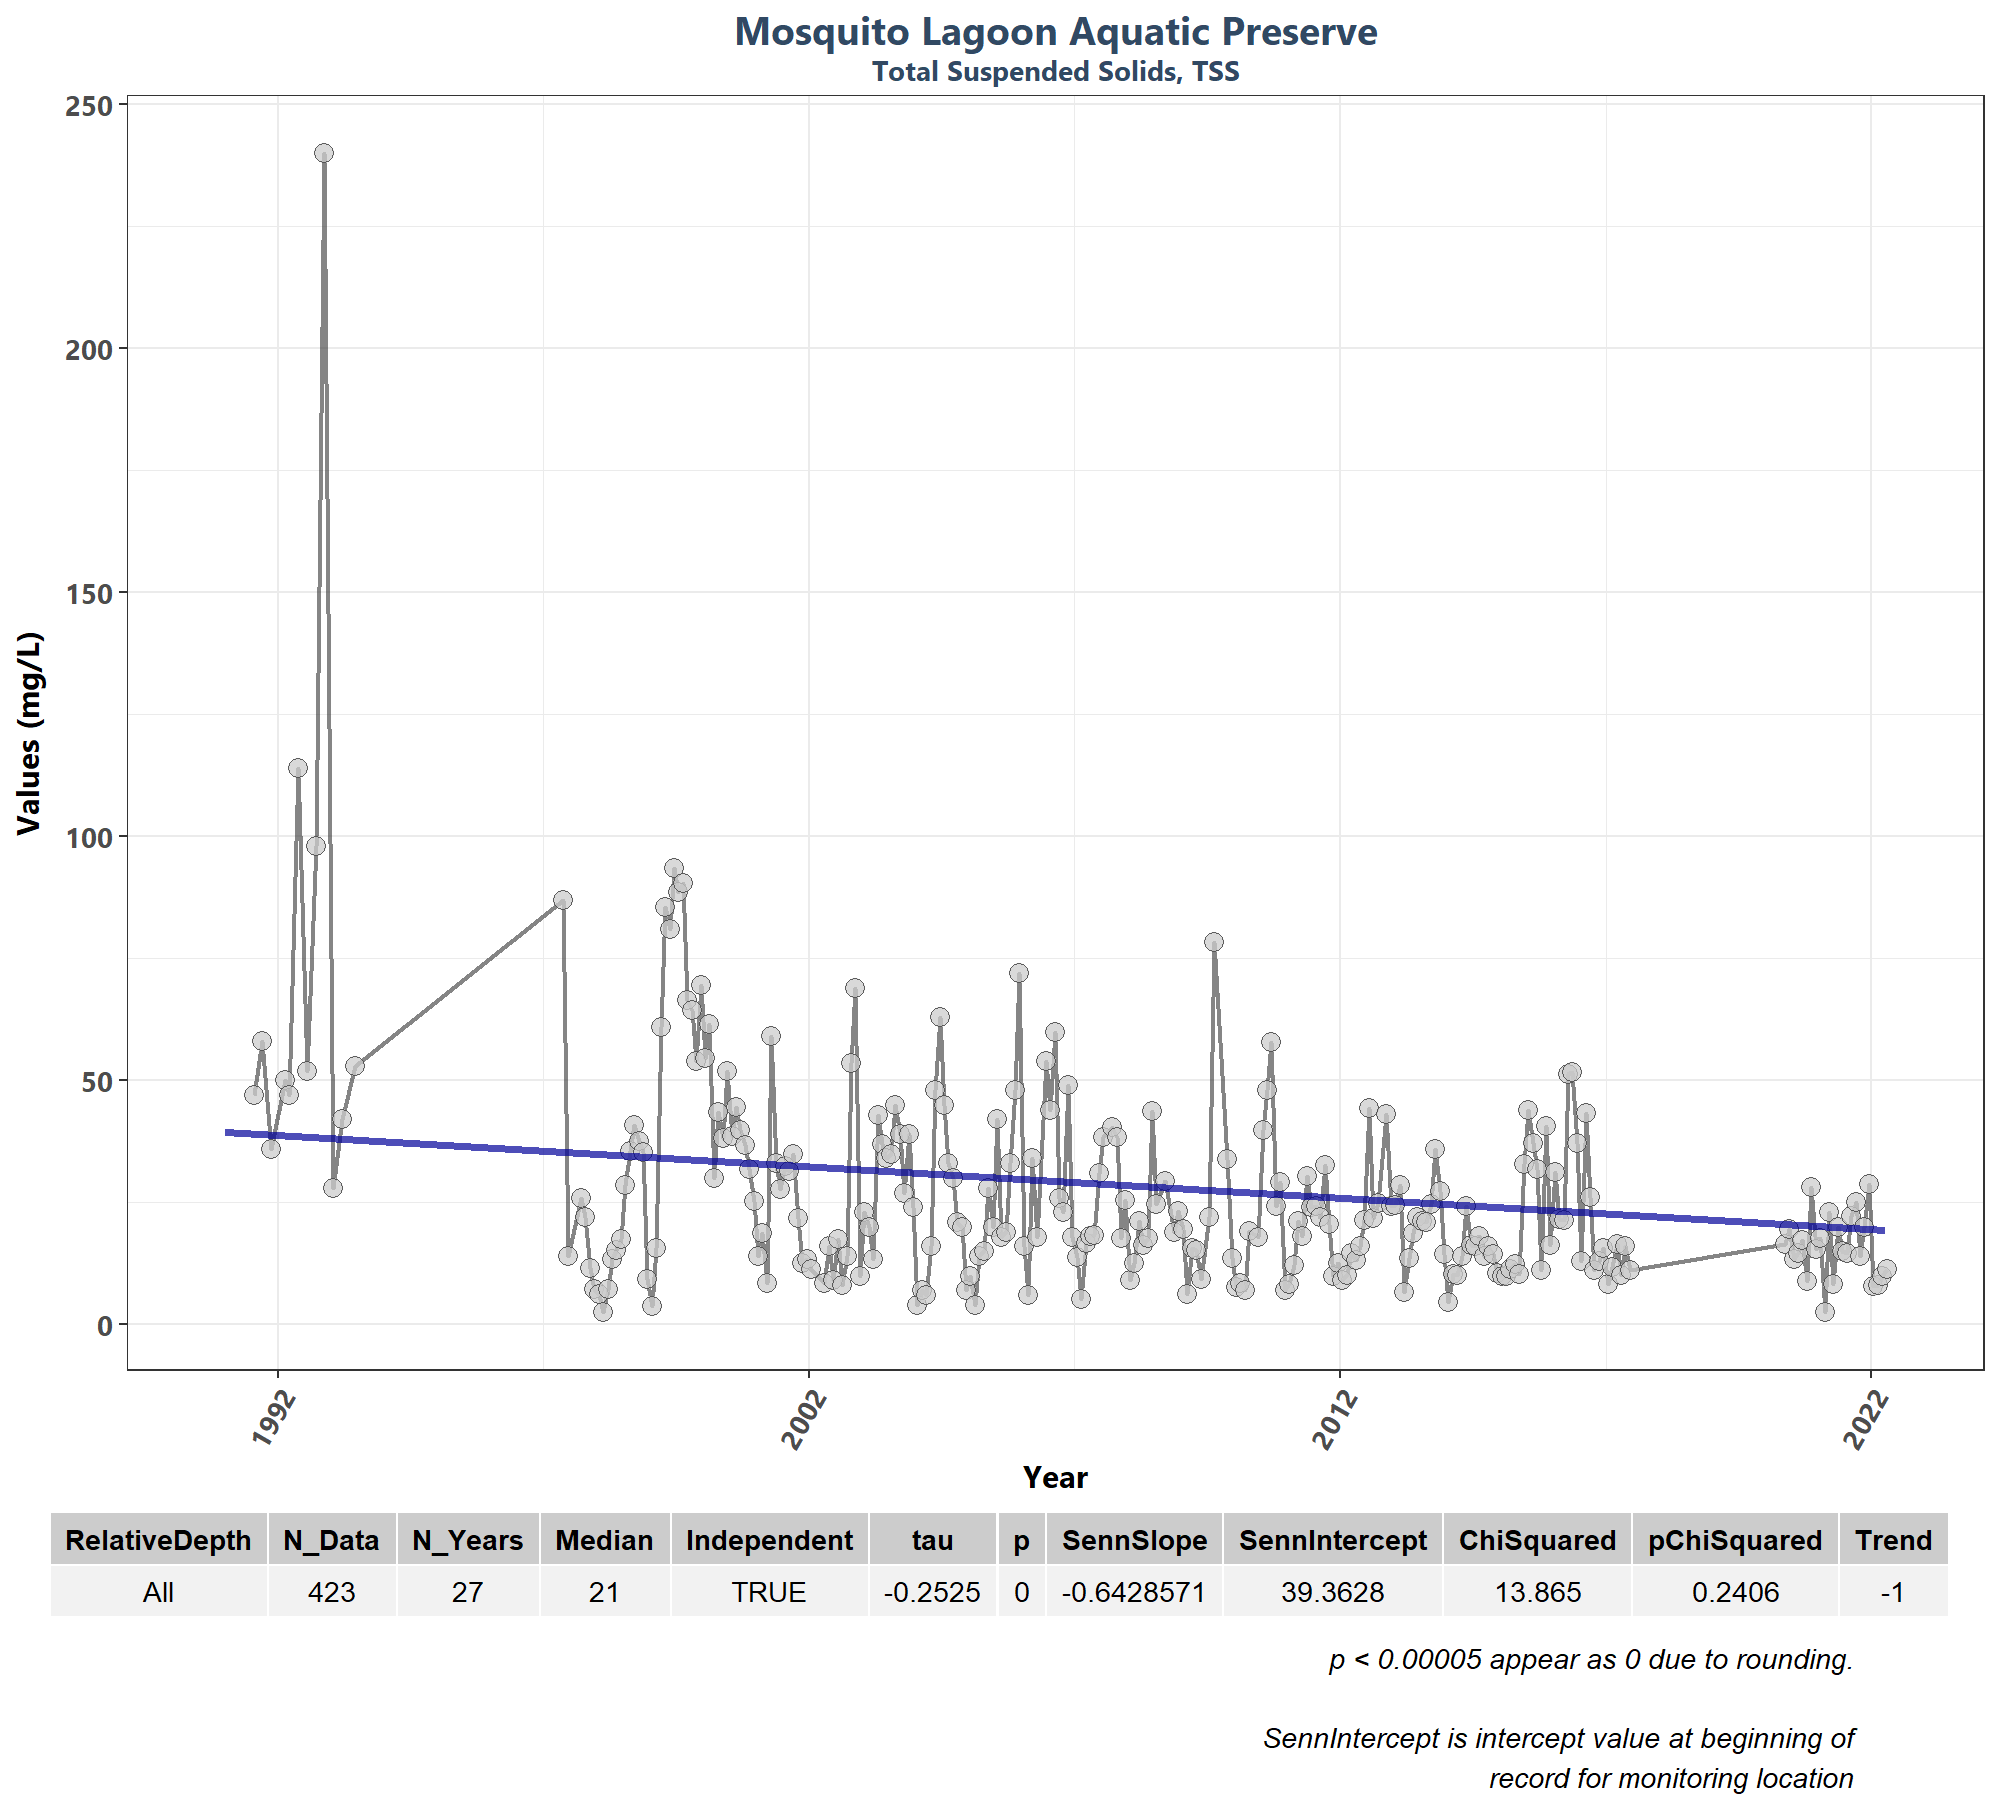 Mosquito Lagoon Aquatic Preserve
Total Suspended Solids, TSS
250
200
150
100
50
0
Values (mg/L)
1992 2002 2012 2022
Year
RelativeDepth N_Data N_Years Median Independent tau p SennSlope SennIntercept ChiSquared pChiSquared Trend
All 423 27 21 TRUE -0.2525 0 -0.6428571 39.3628 13.865 0.2406 -1
p < 0.00005 appear as 0 due to rounding.
SennIntercept is intercept value at beginning of
record for monitoring location